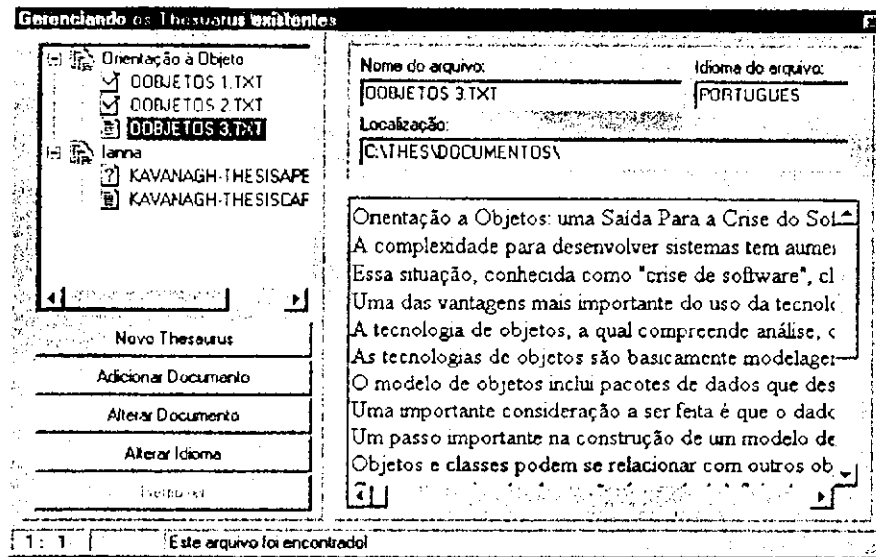 Gerenciando os Thesuarus existentes
Orientação à Objeto
OOBJETOS 1.TXT
OOBJETOS 2.TXT
OOBJETOS 3.TXT
Ianna
KAVANAGH-THESISAPE
KAVANAGH-THESISCAF
Novo Thesaurus
Adicionar Documento
Alterar Documento
Alterar Idioma
Nome do arquivo:
Idioma do arquivo:
OOBJETOS 3.TXT
PORTUGUES
Localização:
C:\THES\DOCUMENTOS\
Orientação a Objetos: uma Saída Para a Crise do Sof
A complexidade para desenvolver sistemas tem aume
Essa situação, conhecida como "crise de software", cl
Uma das vantagens mais importante do uso da tecnol
A tecnologia de objetos, a qual compreende análise,
As tecnologias de objetos são basicamente modelage
O modelo de objetos inclui pacotes de dados que des
Uma importante consideração a ser feita é que o dad
Um passo importante na construção de um modelo de
Objetos e classes podem se relacionar com outros ob
1: 1
Este arquivo foi encontrado!